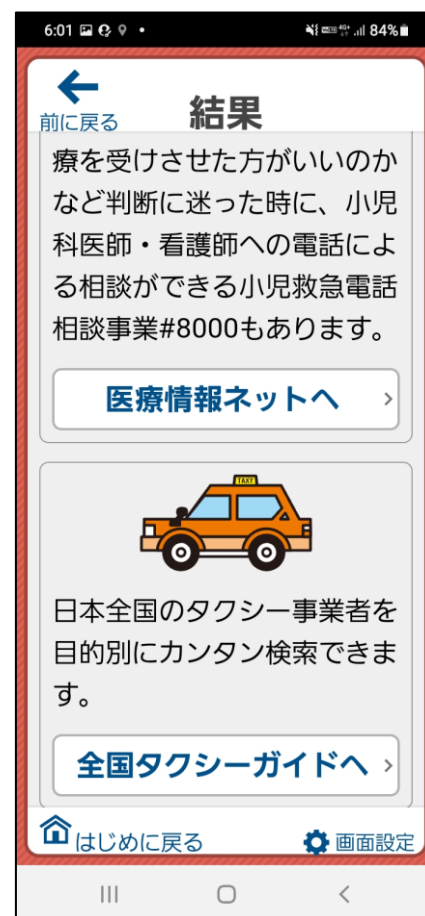 6:01 84%
前に戻る
結果
療を受けさせた方がいいのか
など判断に迷った時に、小児
科医師・看護師への電話によ
る相談ができる小児救急電話
相談事業#8000もあります。
医療情報ネットへ
TAXI
日本全国のタクシー事業者を
目的別にカンタン検索できま
す。
全国タクシーガイドへ
はじめに戻る 画面設定